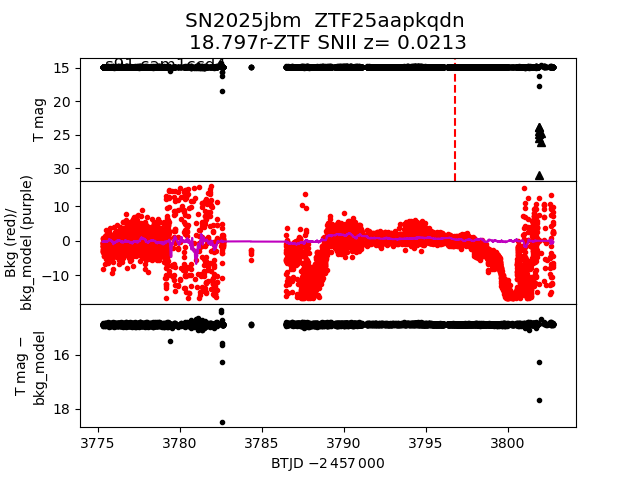 SN2025jbm ZTF25aapkqdn
18.797r-ZTF SNII z= 0.0213
15
20
25
30
T mag
10
0
−10
Bkg (red)/
bkg_model (purple)
16
18
T mag −
bkg_model
3775 3780 3785 3790 3795 3800
BTJD −2 457 000